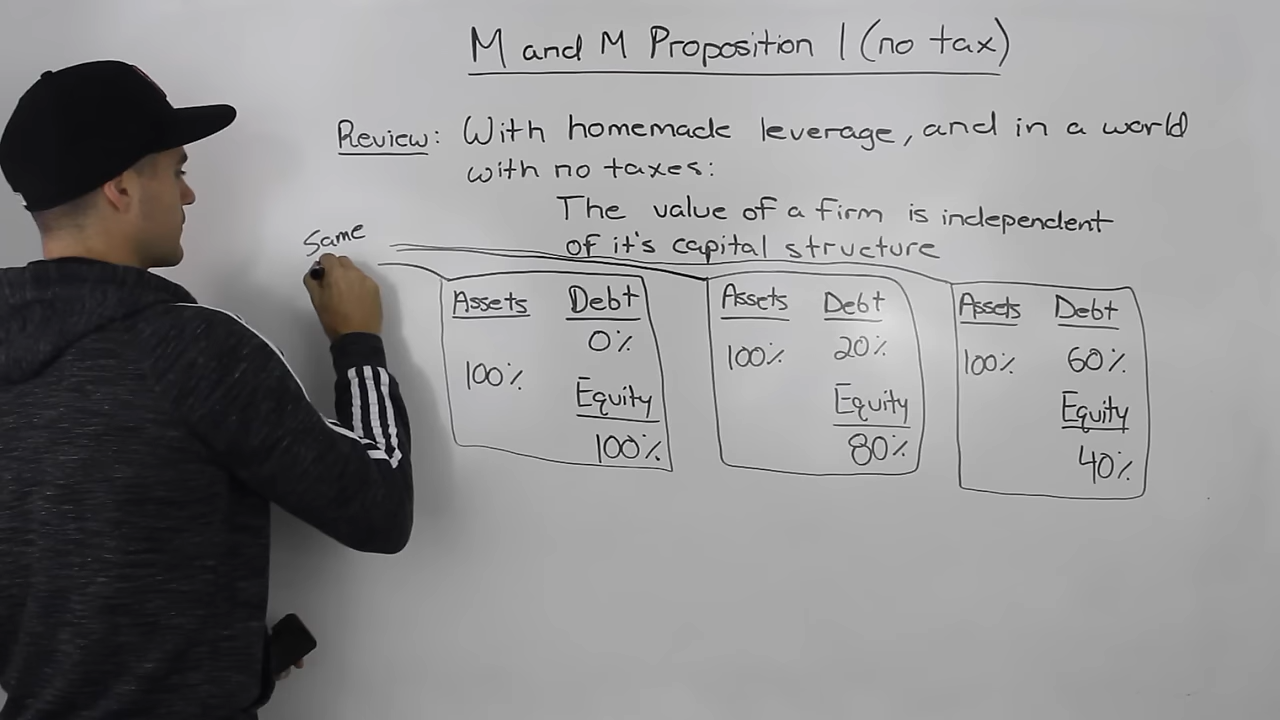 M and M Proposition 1 (no tax)
Review: With homemade leverage, and in a world
with no taxes:
The value of a firm is independent
of it's capital structure
Same
Assets Debt
0%
100%
Equity
100%
Assets Debt
100% 20%
Equity
80%
Assets Debt
100% 60%
Equity
40%